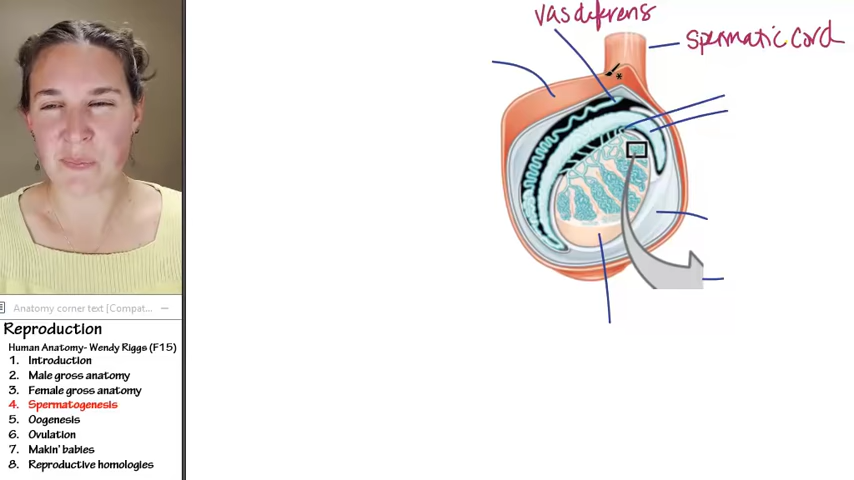 vas deferens
spermatic cord
*
Anatomy corner text [Compat...
Reproduction
Human Anatomy- Wendy Riggs (F15)
1. Introduction
2. Male gross anatomy
3. Female gross anatomy
4. Spermatogenesis
5. Oogenesis
6. Ovulation
7. Makin' babies
8. Reproductive homologies